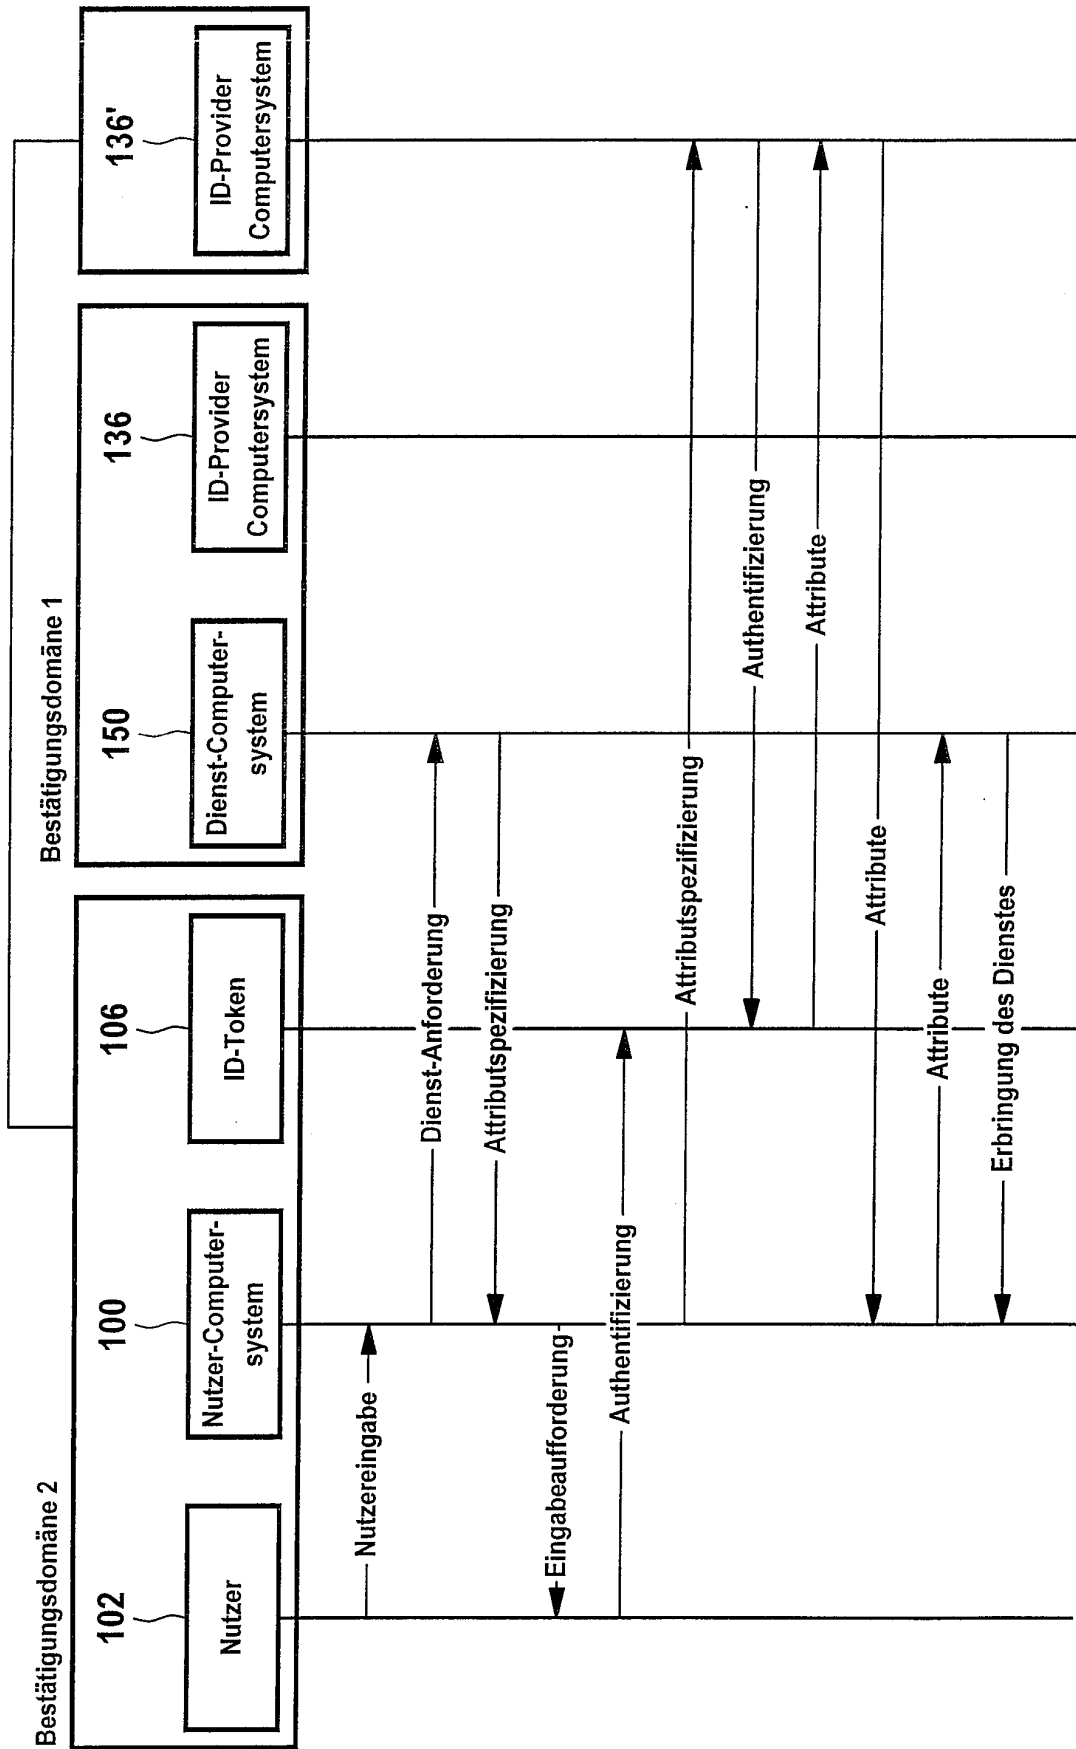 Bestätigungsdomäne 2
Bestätigungsdomäne 1
102
100
106
150
136
136'
Nutzer
Nutzer-Computer-
system
ID-Token
Dienst-Computer-
system
ID-Provider
Computersystem
ID-Provider
Computersystem
Nutzereingabe
Dienst-Anforderung
Attributspezifizierung
Eingabeaufforderung
Authentifizierung
Attributspezifizierung
Authentifizierung
Attribute
Attribute
Attribute
Erbringung des Dienstes